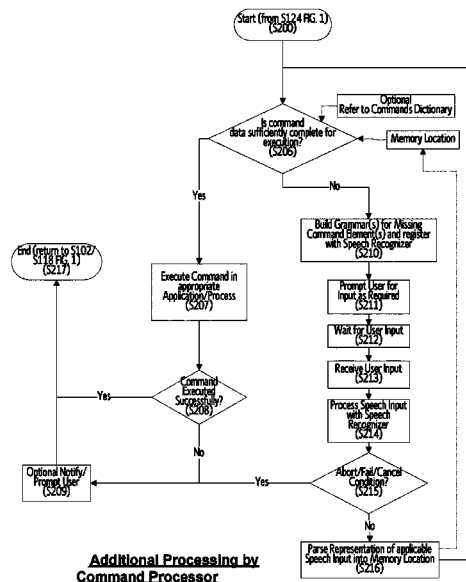 Start (from S124 FIG. 1)
(S200)
Optional
Refer to Commands Dictionary
Is command
data sufficiently complete for
execution?
(S206)
Memory Location
Yes
No
Build Grammar(s) for Missing
Command Element(s) and register
with Speech Recognizer
(S210)
End (return to S102/
S118 FIG. 1)
(S217)
Execute Command in
appropriate
Application/Process
(S207)
Prompt User for
Input as Required
(S211)
Wait for User Input
(S212)
Receive User Input
(S213)
Command
Executed
Successfully?
(S208)
Yes
Process Speech Input
with Speech
Recognizer
(S214)
No
Optional Notify/
Prompt User
(S209)
Yes
Abort/Fail/Cancel
Condition?
(S215)
No
Parse Representation of applicable
Speech Input into Memory Location
(S216)
Additional Processing by
Command Processor